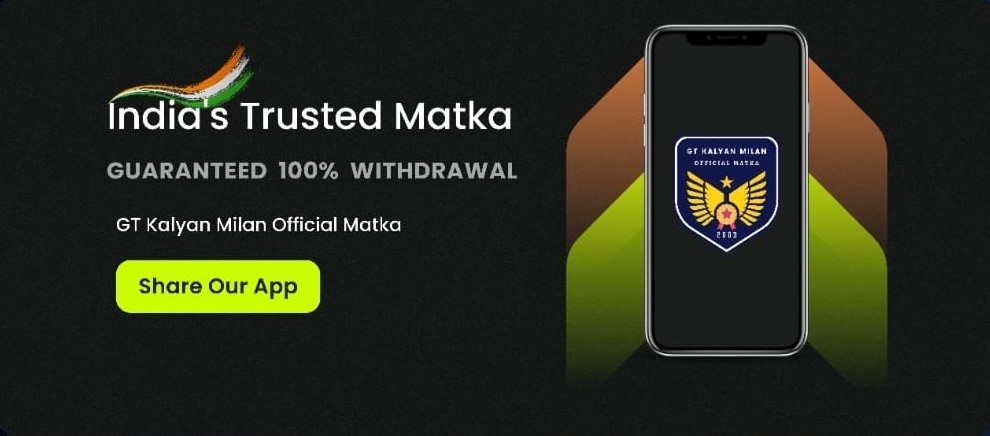 India's Trusted Matka
GUARANTEED 100% WITHDRAWAL
GT Kalyan Milan Official Matka
Share Our App
GT KALYAN MILAN
OFFICIAL MATKA
2003